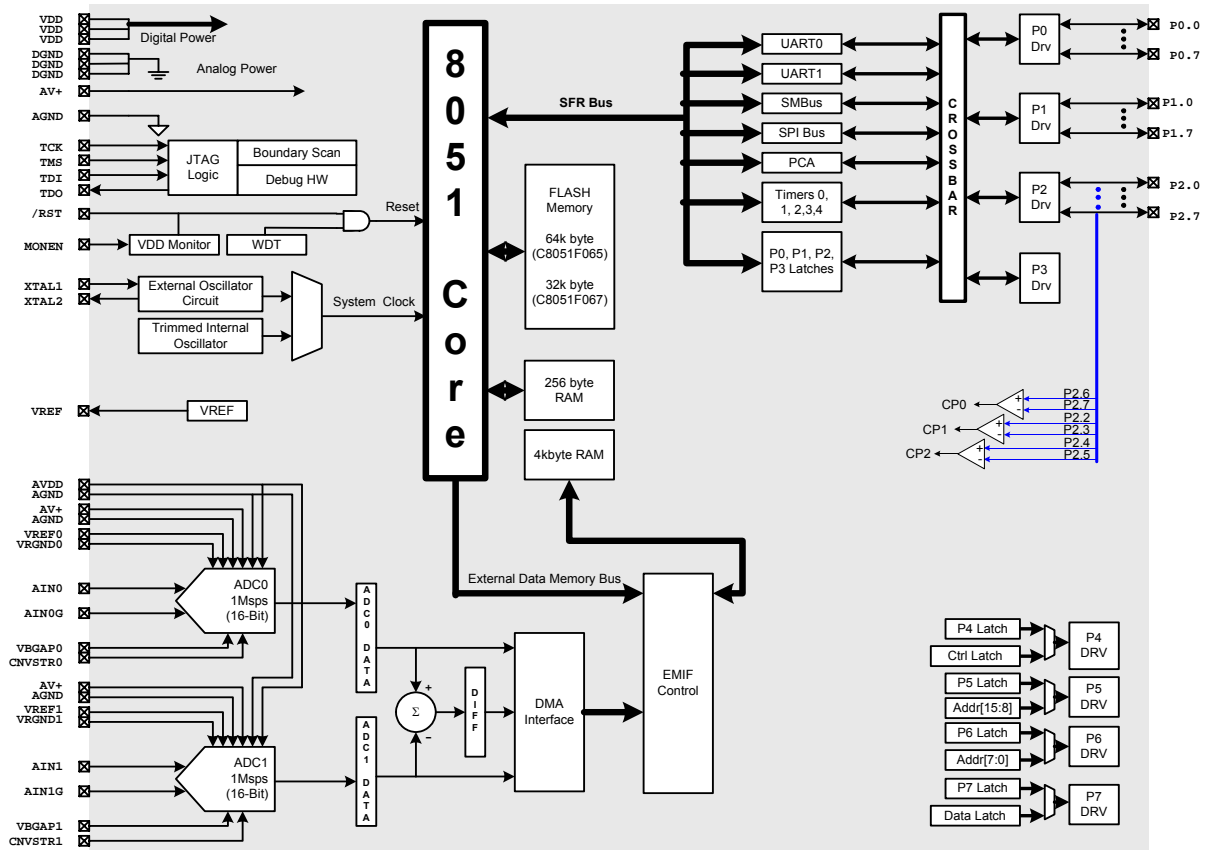 VDD
VDD
VDD
Digital Power
DGND
DGND
DGND
Analog Power
AV+
AGND
TCK
TMS
TDI
TDO
JTAG
Logic
Boundary Scan
Debug HW
/RST
Reset
MONEN
VDD Monitor
WDT
XTAL1
XTAL2
External Oscillator
Circuit
System Clock
Trimmed Internal
Oscillator
VREF
VREF
8051 Core
SFR Bus
FLASH
Memory
64k byte
(C8051F065)
32k byte
(C8051F067)
256 byte
RAM
4kbyte RAM
UART0
UART1
SMBus
SPI Bus
PCA
Timers 0,
1, 2,3,4
P0, P1, P2,
P3 Latches
CROSSBAR
P0
Drv
P1
Drv
P2
Drv
P3
Drv
P0.0
P0.7
P1.0
P1.7
P2.0
P2.7
CP0
+
-
P2.6
P2.7
CP1
+
-
P2.2
P2.3
CP2
+
-
P2.4
P2.5
AVDD
AGND
AV+
AGND
VREF0
VRGND0
AIN0
AIN0G
VBGAP0
CNVSTR0
ADC0
1Msps
(16-Bit)
ADC0 DATA
AV+
AGND
VREF1
VRGND1
AIN1
AIN1G
VBGAP1
CNVSTR1
ADC1
1Msps
(16-Bit)
ADC1 DATA
+
Σ
−
DIFF
DMA
Interface
External Data Memory Bus
EMIF
Control
P4 Latch
Ctrl Latch
P4
DRV
P5 Latch
Addr[15:8]
P5
DRV
P6 Latch
Addr[7:0]
P6
DRV
P7 Latch
Data Latch
P7
DRV